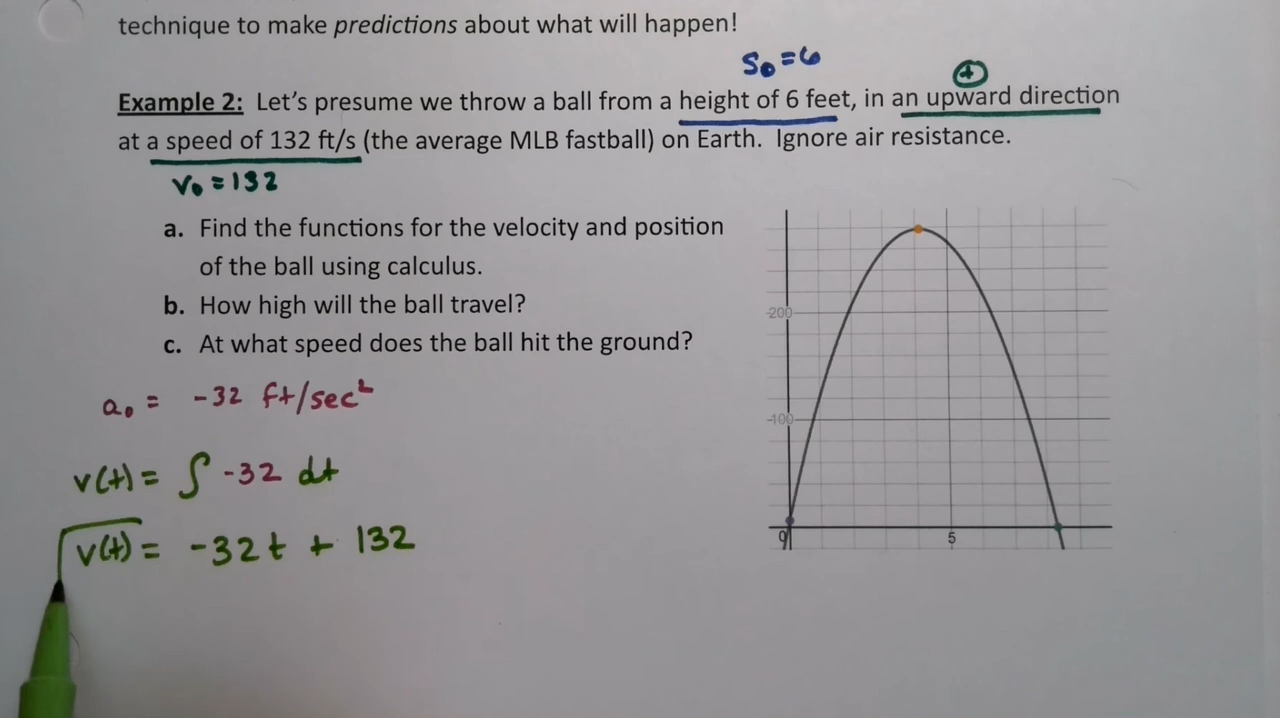 technique to make predictions about what will happen!
S₀ = 6
+
Example 2: Let's presume we throw a ball from a height of 6 feet, in an upward direction
at a speed of 132 ft/s (the average MLB fastball) on Earth. Ignore air resistance.
v₀ = 132
a. Find the functions for the velocity and position
of the ball using calculus.
b. How high will the ball travel?
c. At what speed does the ball hit the ground?
a₀ = -32 ft/sec²
v(t) = ∫ -32 dt
v(t) = -32t + 132
200
100
0
5